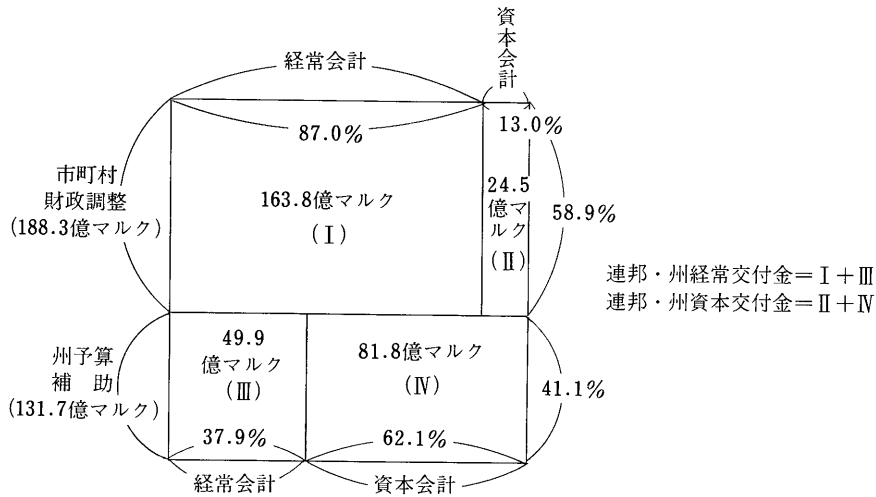 資本会計
経常会計
87.0%
13.0%
市町村
財政調整
(188.3億マルク)
163.8億マルク
(Ⅰ)
24.5
億マルク
(Ⅱ)
58.9%
連邦・州経常交付金=Ⅰ+Ⅲ
連邦・州資本交付金=Ⅱ+Ⅳ
州予算
補 助
(131.7億マルク)
49.9
億マルク
(Ⅲ)
81.8億マルク
(Ⅳ)
41.1%
37.9%
62.1%
経常会計
資本会計